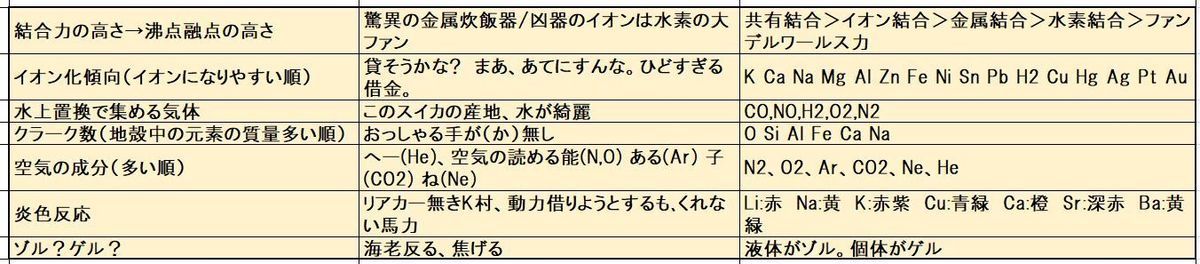 結合力の高さ→沸点融点の高さ
驚異の金属炊飯器/凶器のイオンは水素の大
ファン
共有結合＞イオン結合＞金属結合＞水素結合＞ファン
デルワールス力
イオン化傾向(イオンになりやすい順)
貸そうかな？ まあ、あてにすんな。ひどすぎる
借金。
K Ca Na Mg Al Zn Fe Ni Sn Pb H2 Cu Hg Ag Pt Au
水上置換で集める気体
このスイカの産地、水が綺麗
CO,NO,H2,O2,N2
クラーク数(地殻中の元素の質量多い順)
おっしゃる手が(か)無し
O Si Al Fe Ca Na
空気の成分(多い順)
へー(He)、空気の読める能(N,O) ある(Ar) 子
(CO2) ね(Ne)
N2、O2、Ar、CO2、Ne、He
炎色反応
リアカー無きK村、動力借りようとするも、くれな
い馬力
Li:赤 Na:黄 K:赤紫 Cu:青緑 Ca:橙 Sr:深赤 Ba:黄
緑
ゾル？ゲル？
海老反る、焦げる
液体がゾル。個体がゲル